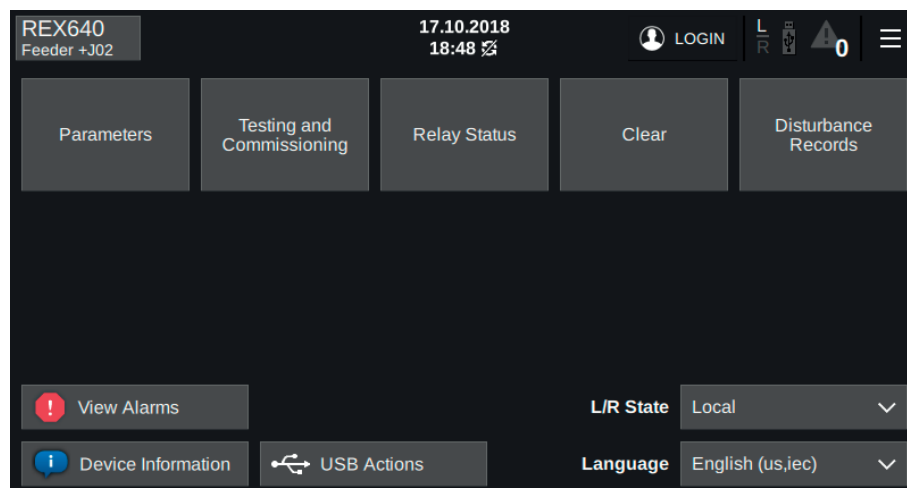 REX640
Feeder +J02
17.10.2018
18:48
LOGIN
L
R
0
Parameters
Testing and
Commissioning
Relay Status
Clear
Disturbance
Records
! View Alarms
L/R State
Local
i Device Information
USB Actions
Language
English (us,iec)